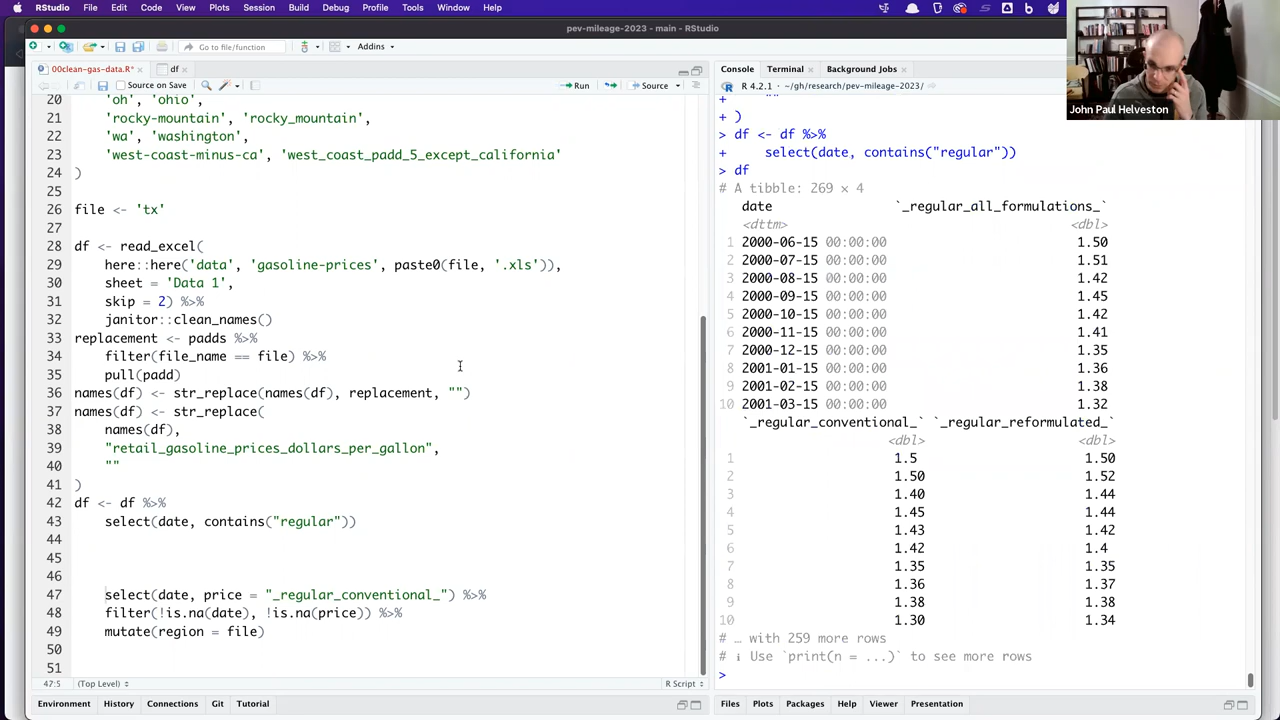 RStudio File Edit Code View Plots Session Build Debug Profile Tools Window Help
pev-mileage-2023 - main - RStudio
Go to file/function Addins
00clean-gas-data.R* df
Source on Save Run Source
20 'oh', 'ohio',
21 'rocky-mountain', 'rocky_mountain',
22 'wa', 'washington',
23 'west-coast-minus-ca', 'west_coast_padd_5_except_california'
24 )
25
26 file <- 'tx'
27
28 df <- read_excel(
29 here::here('data', 'gasoline-prices', paste0(file, '.xls')),
30 sheet = 'Data 1',
31 skip = 2) %>%
32 janitor::clean_names()
33 replacement <- padds %>%
34 filter(file_name == file) %>%
35 pull(padd)
36 names(df) <- str_replace(names(df), replacement, "")
37 names(df) <- str_replace(
38 names(df),
39 "retail_gasoline_prices_dollars_per_gallon",
40 ""
41 )
42 df <- df %>%
43 select(date, contains("regular"))
44
45
46
47 select(date, price = "_regular_conventional_") %>%
48 filter(!is.na(date), !is.na(price)) %>%
49 mutate(region = file)
50
51
47:5 (Top Level) R Script
Environment History Connections Git Tutorial
Console Terminal Background Jobs
R 4.2.1 · ~/gh/research/pev-mileage-2023/
+ ""
+ )
> df <- df %>%
+ select(date, contains("regular"))
> df
# A tibble: 269 × 4
date `_regular_all_formulations_`
<dttm> <dbl>
1 2000-06-15 00:00:00 1.50
2 2000-07-15 00:00:00 1.51
3 2000-08-15 00:00:00 1.42
4 2000-09-15 00:00:00 1.45
5 2000-10-15 00:00:00 1.42
6 2000-11-15 00:00:00 1.41
7 2000-12-15 00:00:00 1.35
8 2001-01-15 00:00:00 1.36
9 2001-02-15 00:00:00 1.38
10 2001-03-15 00:00:00 1.32
`_regular_conventional_` `_regular_reformulated_`
<dbl> <dbl>
1 1.5 1.50
2 1.50 1.52
3 1.40 1.44
4 1.45 1.44
5 1.43 1.42
6 1.42 1.4
7 1.35 1.35
8 1.36 1.37
9 1.38 1.38
10 1.30 1.34
# … with 259 more rows
# ℹ Use `print(n = ...)` to see more rows
>
Files Plots Packages Help Viewer Presentation
John Paul Helveston